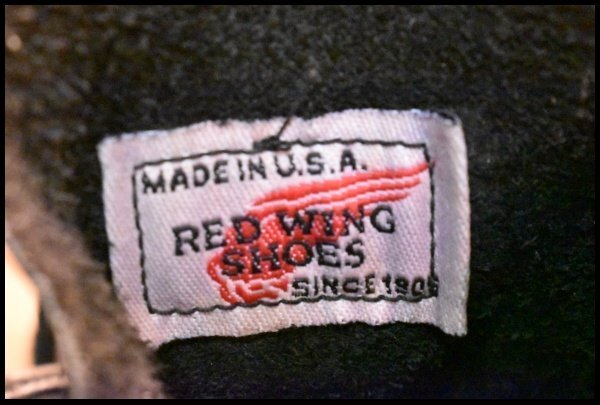 MADE IN U.S.A.
RED WING
SHOES
SINCE 1905